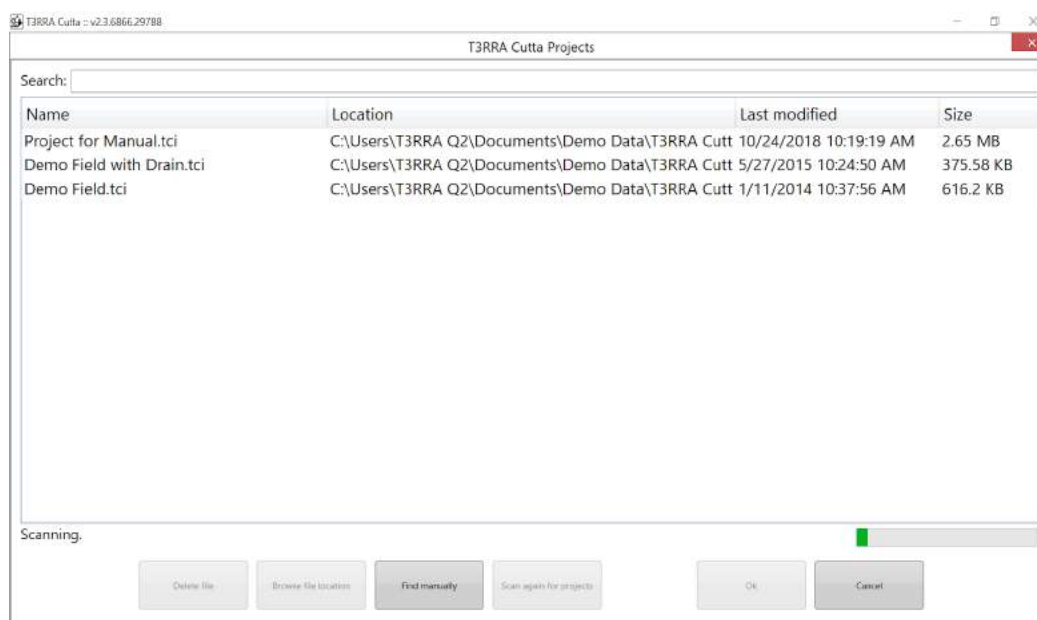 T3RRA Cutta :: v2.3.6866.29788
T3RRA Cutta Projects
Search:
Name Location Last modified Size
Project for Manual.tci C:\Users\T3RRA Q2\Documents\Demo Data\T3RRA Cutt 10/24/2018 10:19:19 AM 2.65 MB
Demo Field with Drain.tci C:\Users\T3RRA Q2\Documents\Demo Data\T3RRA Cutt 5/27/2015 10:24:50 AM 375.58 KB
Demo Field.tci C:\Users\T3RRA Q2\Documents\Demo Data\T3RRA Cutt 1/11/2014 10:37:56 AM 616.2 KB
Scanning.
Delete file Browse file location Find manually Scan again for projects Ok Cancel